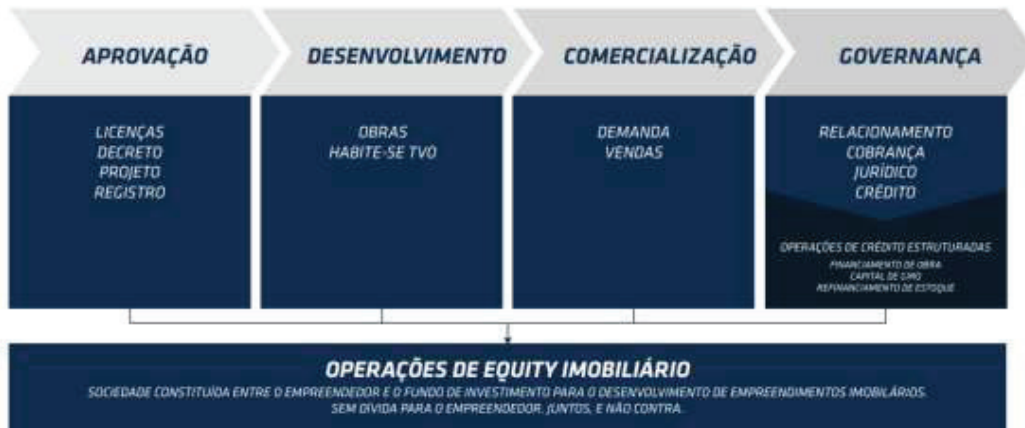 APROVAÇÃO
DESENVOLVIMENTO
COMERCIALIZAÇÃO
GOVERNANÇA
LICENÇAS
DECRETO
PROJETO
REGISTRO
OBRAS
HABITE-SE TVO
DEMANDA
VENDAS
RELACIONAMENTO
COBRANÇA
JURÍDICO
CRÉDITO
OPERAÇÕES DE CRÉDITO ESTRUTURADAS
FINANCIAMENTO DE OBRA
CAPITAL DE GIRO
REFINANCIAMENTO DE ESTOQUE
OPERAÇÕES DE EQUITY IMOBILIÁRIO
SOCIEDADE CONSTITUÍDA ENTRE O EMPREENDEDOR E O FUNDO DE INVESTIMENTO PARA O DESENVOLVIMENTO DE EMPREENDIMENTOS IMOBILÁRIOS.
SEM DÍVIDA PARA O EMPREENDEDOR. JUNTOS, E NÃO CONTRA.